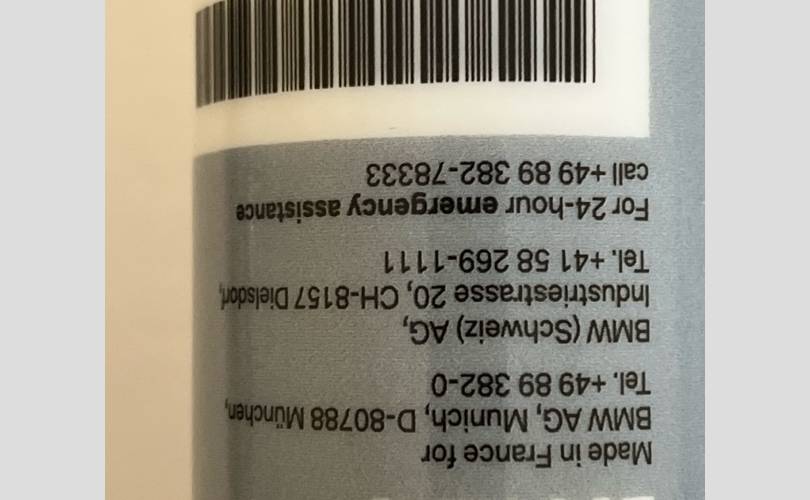 Made in France for
BMW AG, Munich, D-80788 München,
Tel. +49 89 382-0
BMW (Schweiz) AG,
Industriestrasse 20, CH-8157 Dielsdorf,
Tel. +41 58 269-1111
For 24-hour emergency assistance
call +49 89 382-78333